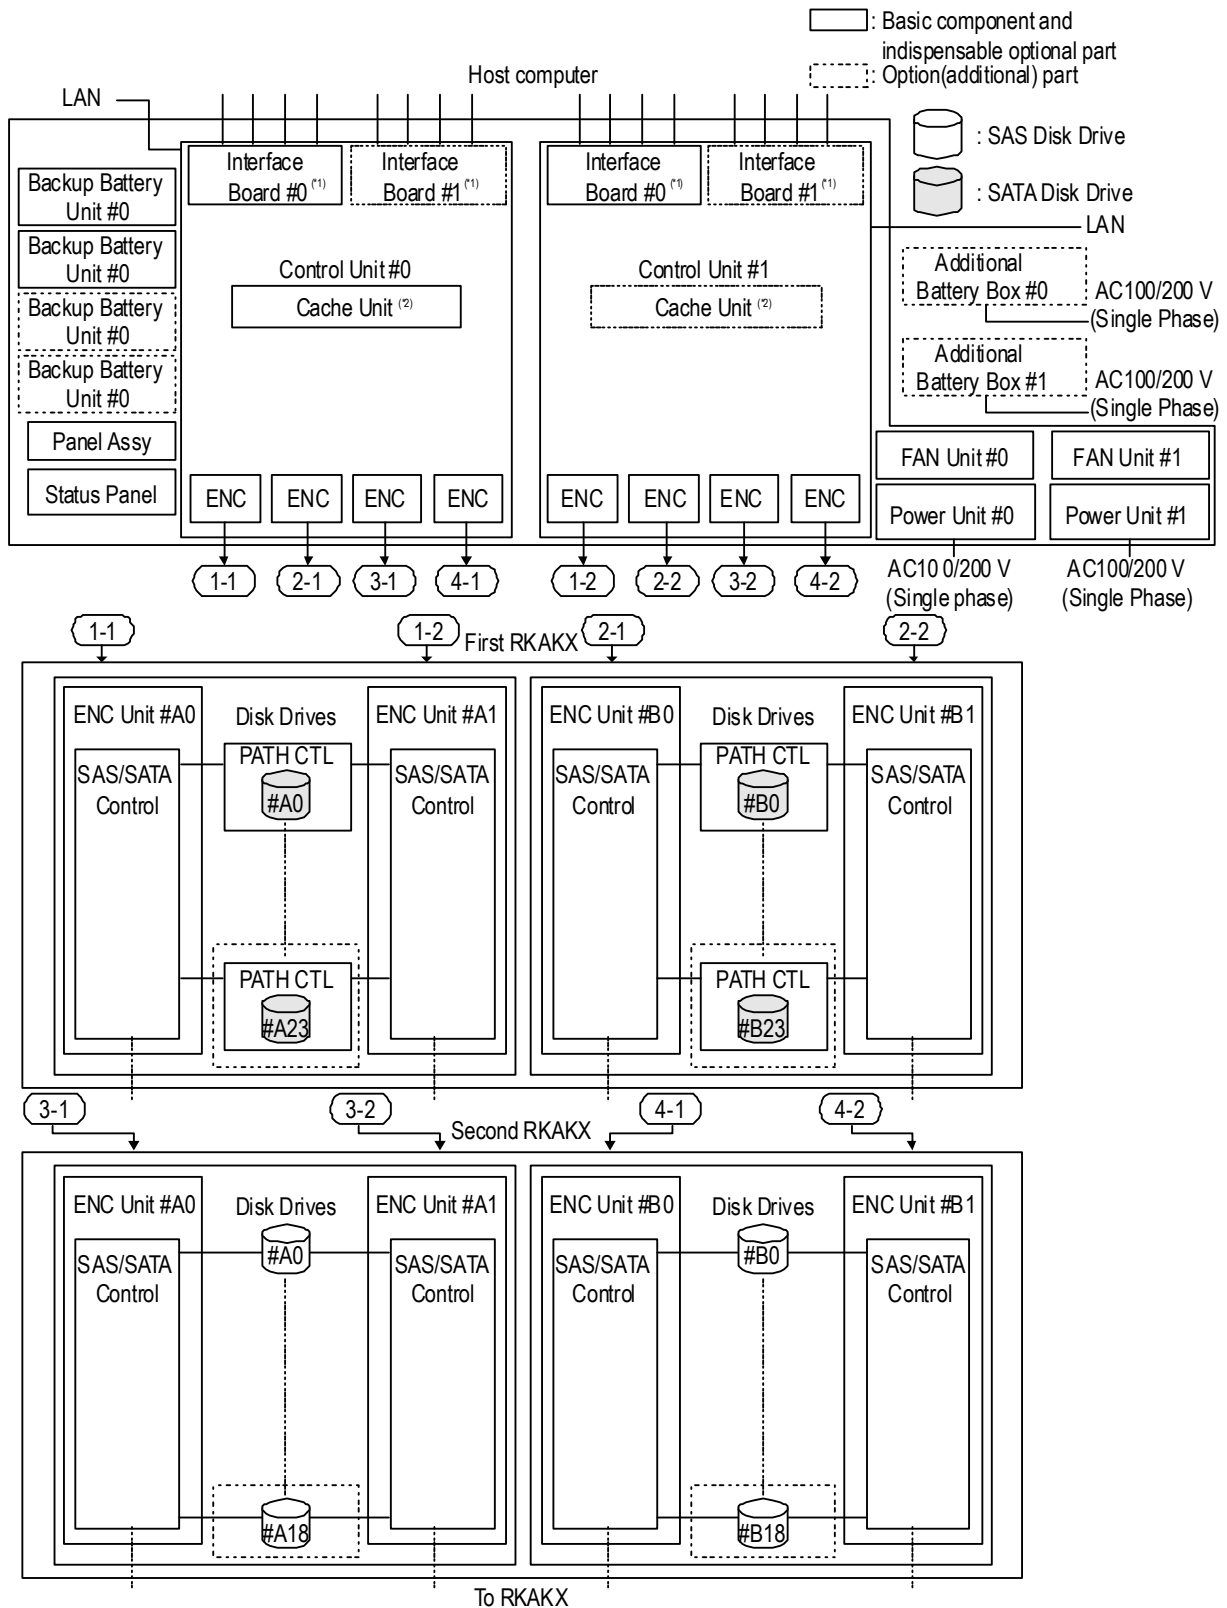 : Basic component and
indispensable optional part
: Option(additional) part
Host computer
LAN
: SAS Disk Drive
: SATA Disk Drive
LAN
Backup Battery
Unit #0
Backup Battery
Unit #0
Backup Battery
Unit #0
Backup Battery
Unit #0
Panel Assy
Status Panel
Interface
Board #0 (*1)
Interface
Board #1 (*1)
Control Unit #0
Cache Unit (*2)
ENC
ENC
ENC
ENC
Interface
Board #0 (*1)
Interface
Board #1 (*1)
Control Unit #1
Cache Unit (*2)
ENC
ENC
ENC
ENC
Additional
Battery Box #0
AC100/200 V
(Single Phase)
Additional
Battery Box #1
AC100/200 V
(Single Phase)
FAN Unit #0
FAN Unit #1
Power Unit #0
Power Unit #1
AC10 0/200 V
(Single phase)
AC100/200 V
(Single Phase)
1-1
2-1
3-1
4-1
1-2
2-2
3-2
4-2
1-1
1-2
First RKAKX
2-1
2-2
ENC Unit #A0
SAS/SATA
Control
Disk Drives
PATH CTL
#A0
PATH CTL
#A23
ENC Unit #A1
SAS/SATA
Control
ENC Unit #B0
SAS/SATA
Control
Disk Drives
PATH CTL
#B0
PATH CTL
#B23
ENC Unit #B1
SAS/SATA
Control
3-1
3-2
Second RKAKX
4-1
4-2
ENC Unit #A0
SAS/SATA
Control
Disk Drives
#A0
#A18
ENC Unit #A1
SAS/SATA
Control
ENC Unit #B0
SAS/SATA
Control
Disk Drives
#B0
#B18
ENC Unit #B1
SAS/SATA
Control
To RKAKX